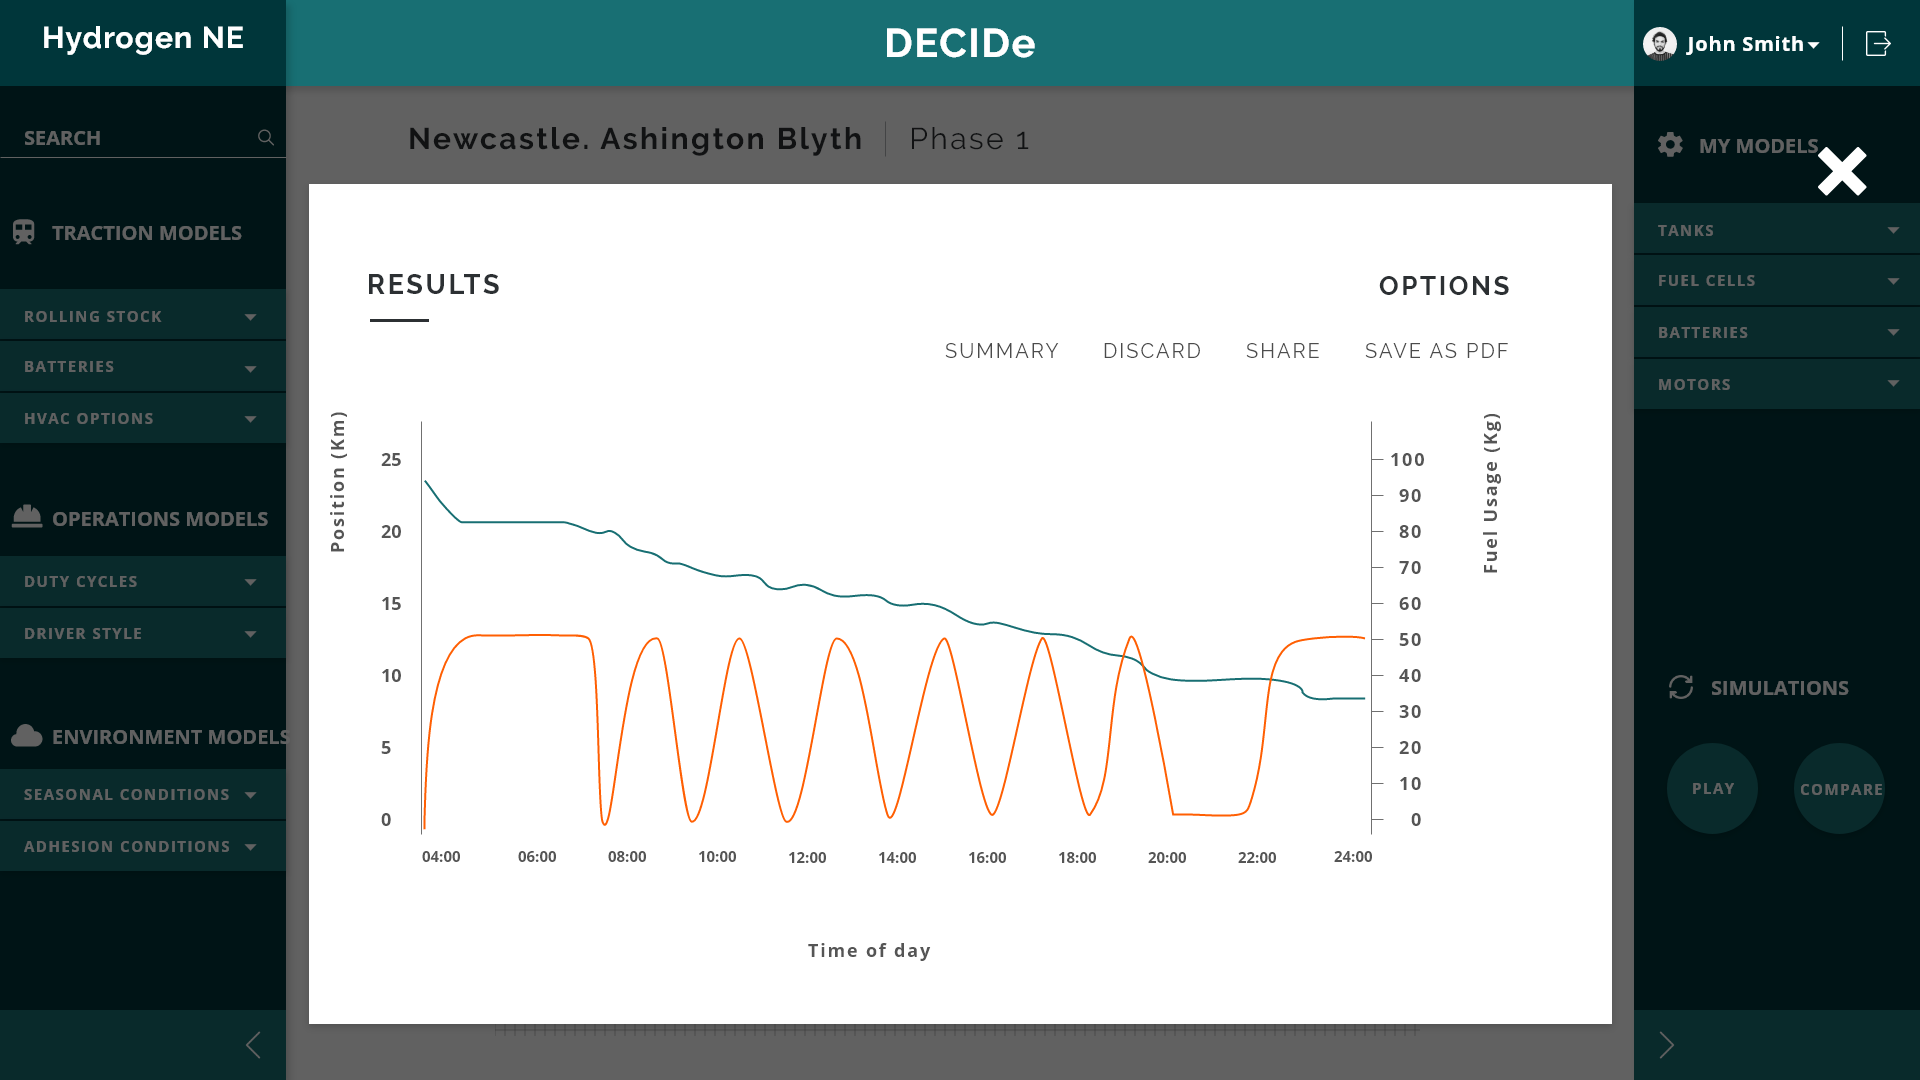 Hydrogen NE
DECIDe
John Smith
SEARCH
Newcastle. Ashington Blyth
Phase 1
MY MODELS
TRACTION MODELS
ROLLING STOCK
BATTERIES
HVAC OPTIONS
OPERATIONS MODELS
DUTY CYCLES
DRIVER STYLE
ENVIRONMENT MODELS
SEASONAL CONDITIONS
ADHESION CONDITIONS
RESULTS
OPTIONS
SUMMARY
DISCARD
SHARE
SAVE AS PDF
Position (Km)
25
20
15
10
5
0
100
90
80
70
60
50
40
30
20
10
0
Fuel Usage (Kg)
04:00
06:00
08:00
10:00
12:00
14:00
16:00
18:00
20:00
22:00
24:00
Time of day
TANKS
FUEL CELLS
BATTERIES
MOTORS
SIMULATIONS
PLAY
COMPARE